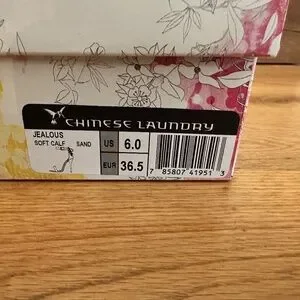 CHINESE LAUNDRY
JEALOUS
SOFT CALF SAND
US 6.0
EUR 36.5
7 85807 41951 3